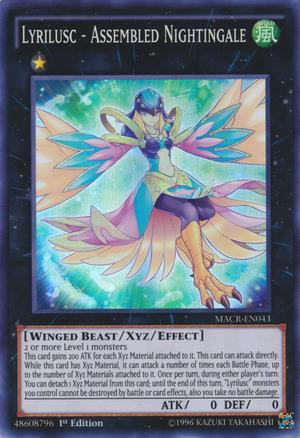 Lyrilusc - Assembled Nightingale
WIND
風
MACR-EN043
[Winged Beast/Xyz/Effect]
2 or more Level 1 monsters
This card gains 200 ATK for each Xyz Material attached to it. This card can attack directly.
While this card has Xyz Material, it can attack a number of times each Battle Phase, up
to the number of Xyz Materials attached to it. Once per turn, during either player's turn:
You can detach 1 Xyz Material from this card; until the end of this turn, "Lyrilusc" monsters
you control cannot be destroyed by battle or card effects, also you take no battle damage.
ATK/ 0 DEF/ 0
48608796 1st Edition ©1996 KAZUKI TAKAHASHI